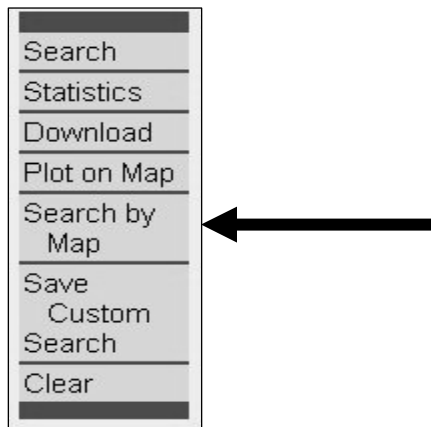 Search
Statistics
Download
Plot on Map
Search by
Map
Save
Custom
Search
Clear